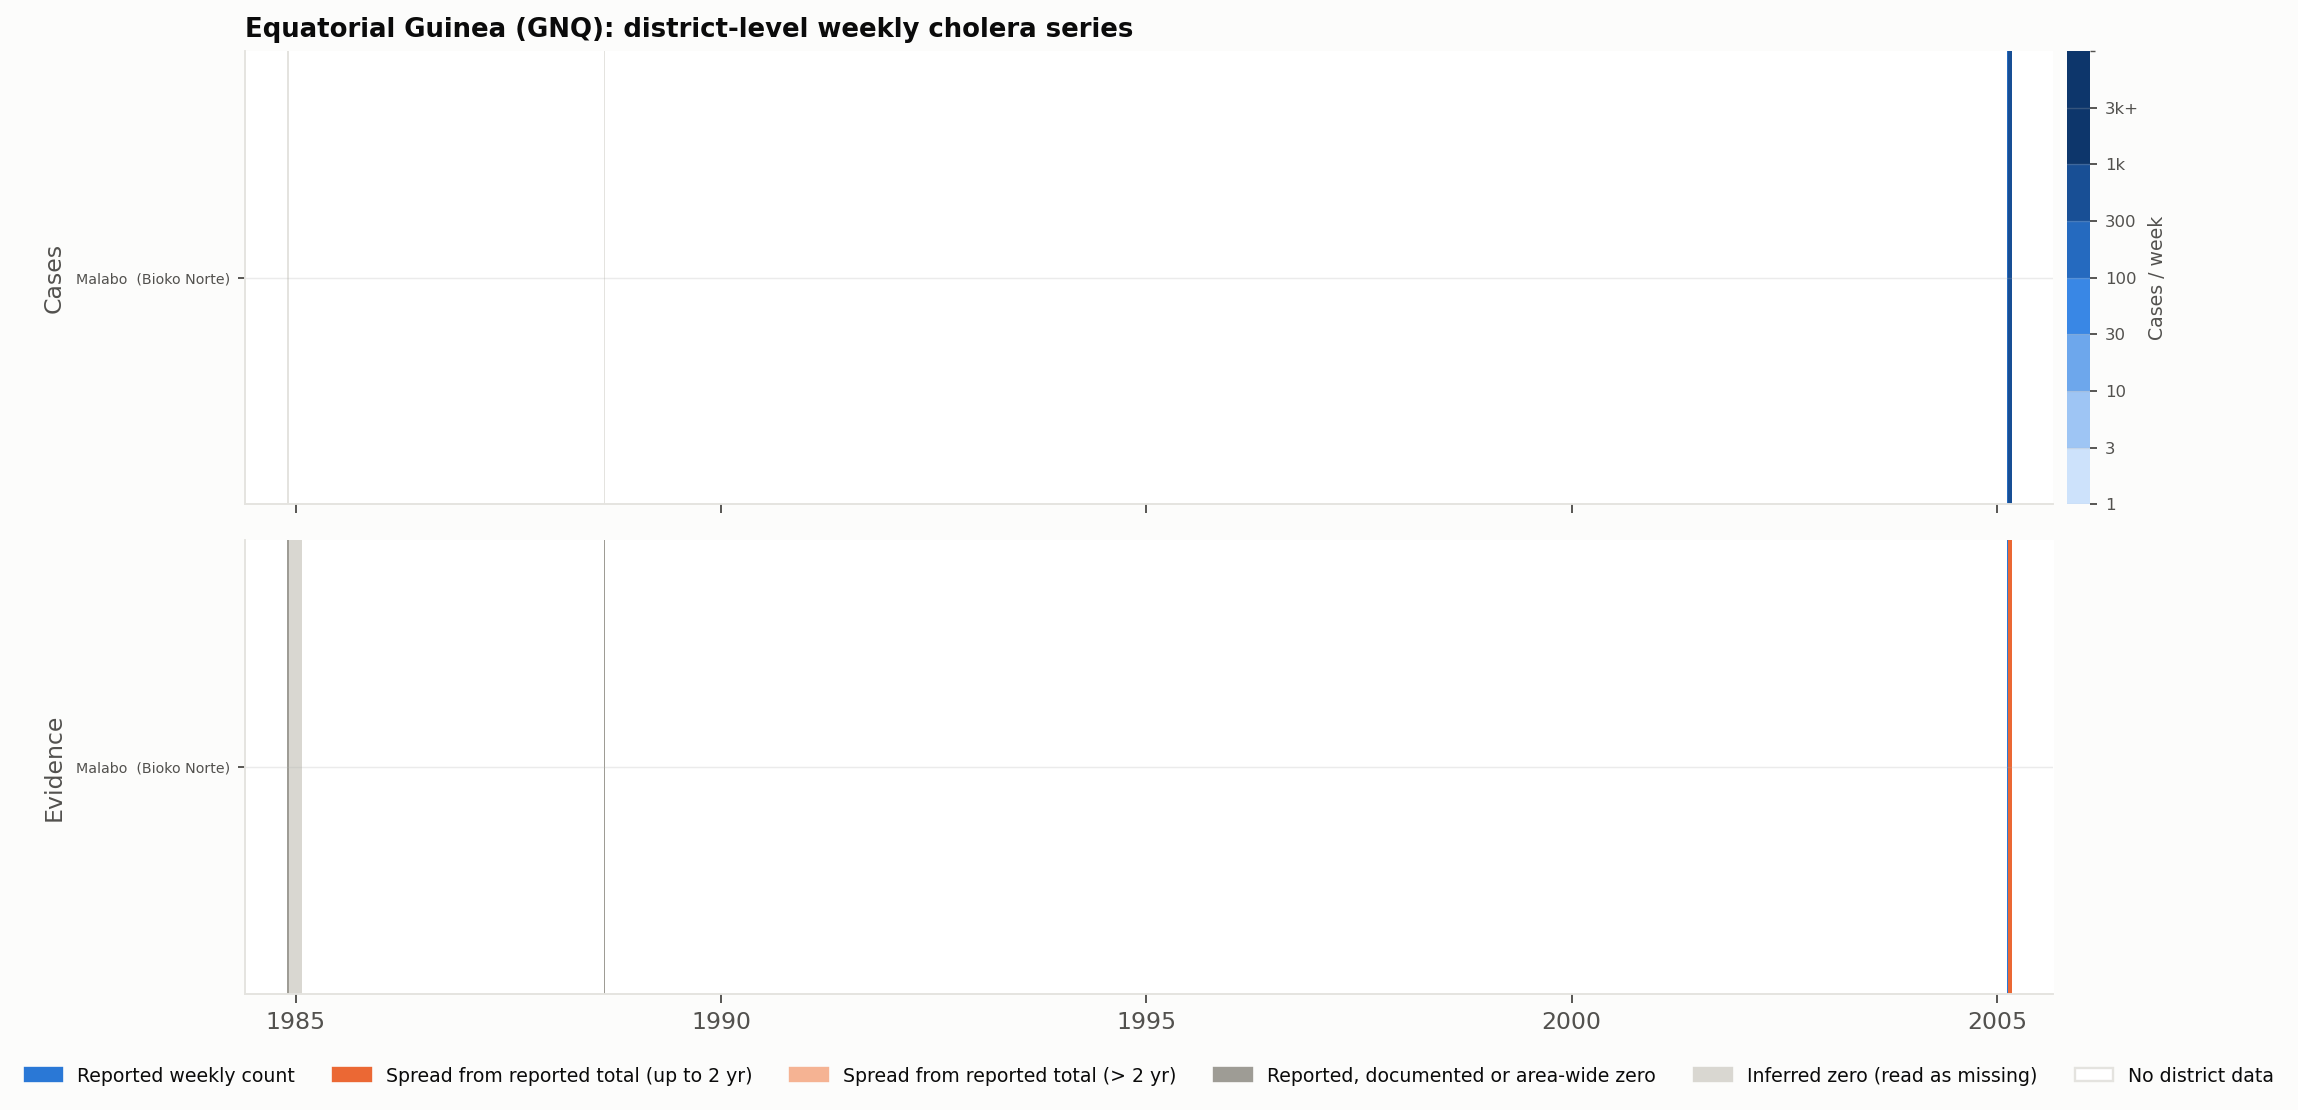 Equatorial Guinea (GNQ): district-level weekly cholera series
Cases
Malabo  (Bioko Norte)
3k+
1k
300
100
30
10
3
1
Cases / week
Evidence
Malabo  (Bioko Norte)
1985
1990
1995
2000
2005
Reported weekly count
Spread from reported total (up to 2 yr)
Spread from reported total (> 2 yr)
Reported, documented or area-wide zero
Inferred zero (read as missing)
No district data